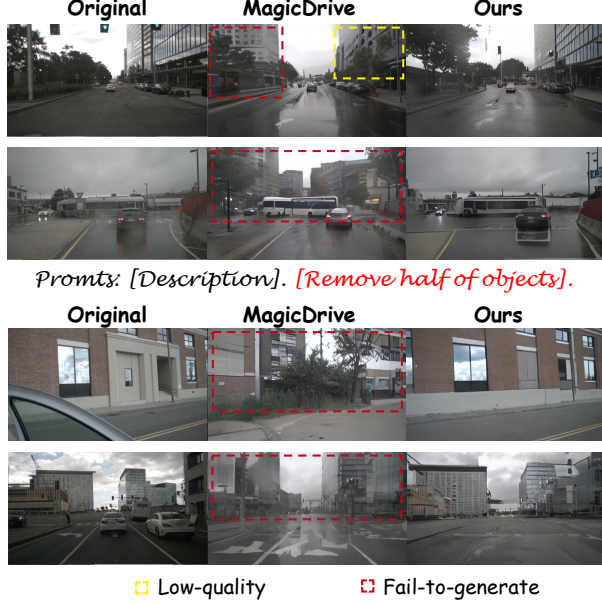 Original MagicDrive Ours
Promts: [Description]. [Remove half of objects].
Original MagicDrive Ours
Low-quality Fail-to-generate